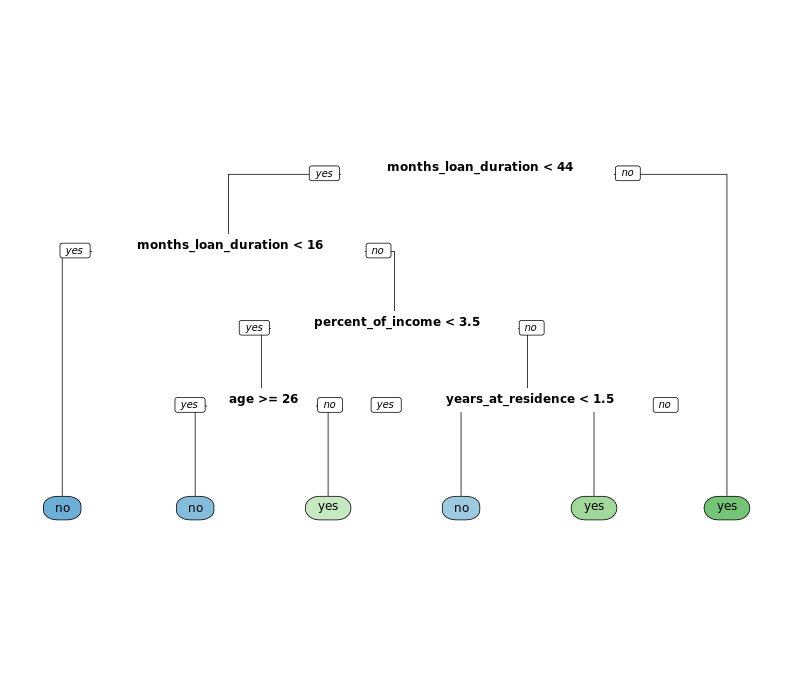 yes months_loan_duration < 44 no
yes months_loan_duration < 16 no
yes percent_of_income < 3.5 no
yes age >= 26 no yes years_at_residence < 1.5 no
no no yes no yes yes